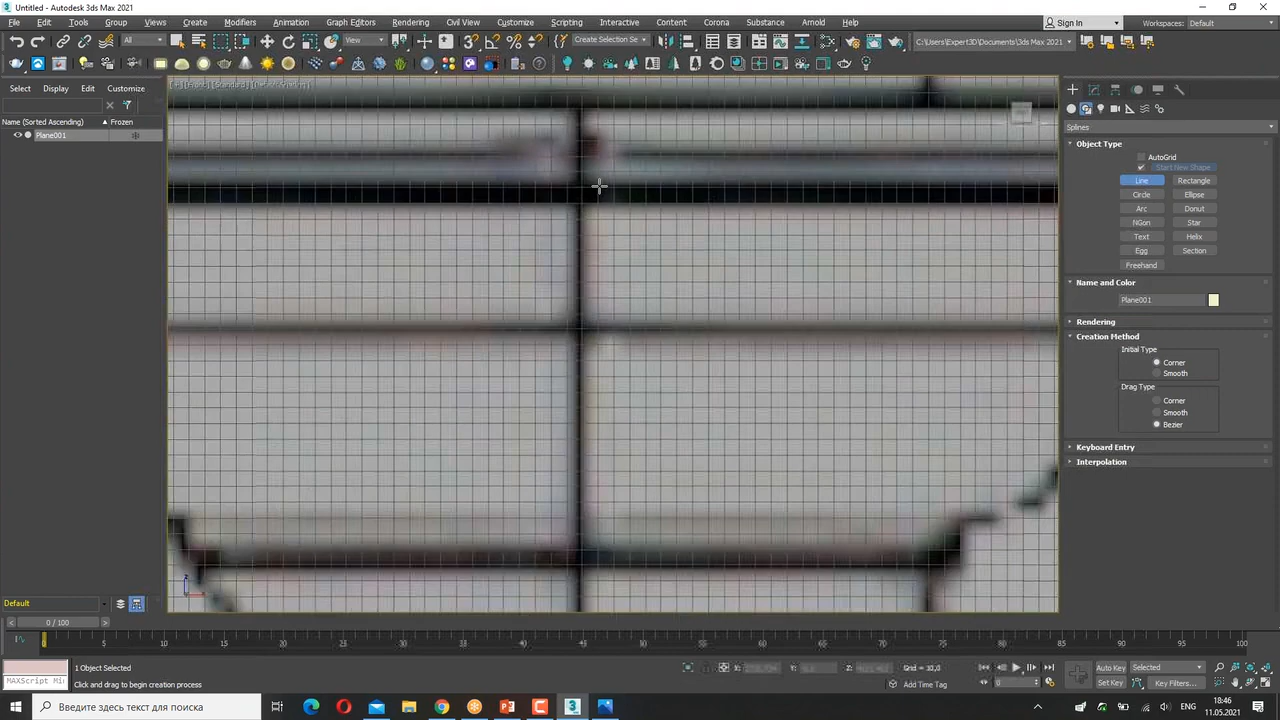 Untitled - Autodesk 3ds Max 2021
File Edit Tools Group Views Create Modifiers Animation Graph Editors Rendering Civil View Customize Scripting Interactive Content Corona Substance Arnold Help
Sign In Workspaces: Default
All View Create Selection Se C:\Users\Expert3D\Documents\3ds Max 2021
Select Display Edit Customize
Name (Sorted Ascending) ▲ Frozen
Plane001
Splines
Object Type
AutoGrid
Start New Shape
Line Rectangle
Circle Ellipse
Arc Donut
NGon Star
Text Helix
Egg Section
Freehand
Name and Color
Plane001
Rendering
Creation Method
Initial Type
Corner
Smooth
Drag Type
Corner
Smooth
Bezier
Keyboard Entry
Interpolation
Default
0 / 100
0 5 10 15 20 25 30 35 40 45 50 55 60 65 70 75 80 85 90 95 100
1 Object Selected X: Y: Z: Grid = 10,0 Auto Key Selected
MAXScript Mi Click and drag to begin creation process Add Time Tag 0 Set Key Key Filters...
Введите здесь текст для поиска ENG 18:46
11.05.2021